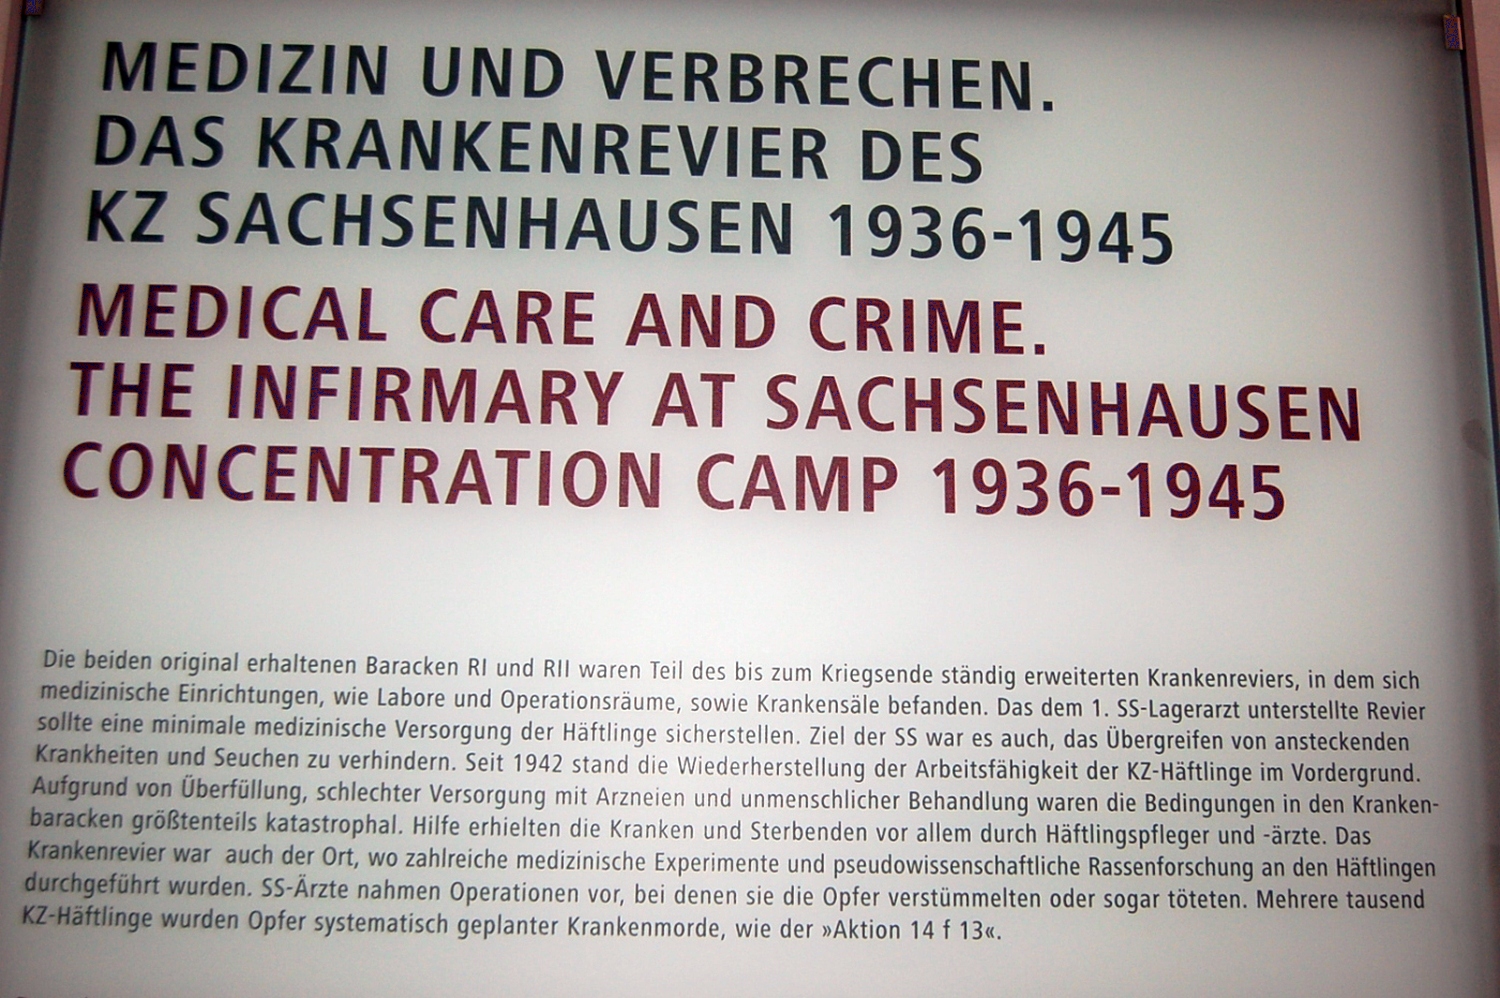 MEDIZIN UND VERBRECHEN.
DAS KRANKENREVIER DES
KZ SACHSENHAUSEN 1936-1945
MEDICAL CARE AND CRIME.
THE INFIRMARY AT SACHSENHAUSEN
CONCENTRATION CAMP 1936-1945
Die beiden original erhaltenen Baracken RI und RII waren Teil des bis zum Kriegsende ständig erweiterten Krankenreviers, in dem sich
medizinische Einrichtungen, wie Labore und Operationsräume, sowie Krankensäle befanden. Das dem 1. SS-Lagerarzt unterstellte Revier
sollte eine minimale medizinische Versorgung der Häftlinge sicherstellen. Ziel der SS war es auch, das Übergreifen von ansteckenden
Krankheiten und Seuchen zu verhindern. Seit 1942 stand die Wiederherstellung der Arbeitsfähigkeit der KZ-Häftlinge im Vordergrund.
Aufgrund von Überfüllung, schlechter Versorgung mit Arzneien und unmenschlicher Behandlung waren die Bedingungen in den Kranken-
baracken größtenteils katastrophal. Hilfe erhielten die Kranken und Sterbenden vor allem durch Häftlingspfleger und -ärzte. Das
Krankenrevier war auch der Ort, wo zahlreiche medizinische Experimente und pseudowissenschaftliche Rassenforschung an den Häftlingen
durchgeführt wurden. SS-Ärzte nahmen Operationen vor, bei denen sie die Opfer verstümmelten oder sogar töteten. Mehrere tausend
KZ-Häftlinge wurden Opfer systematisch geplanter Krankenmorde, wie der »Aktion 14 f 13«.